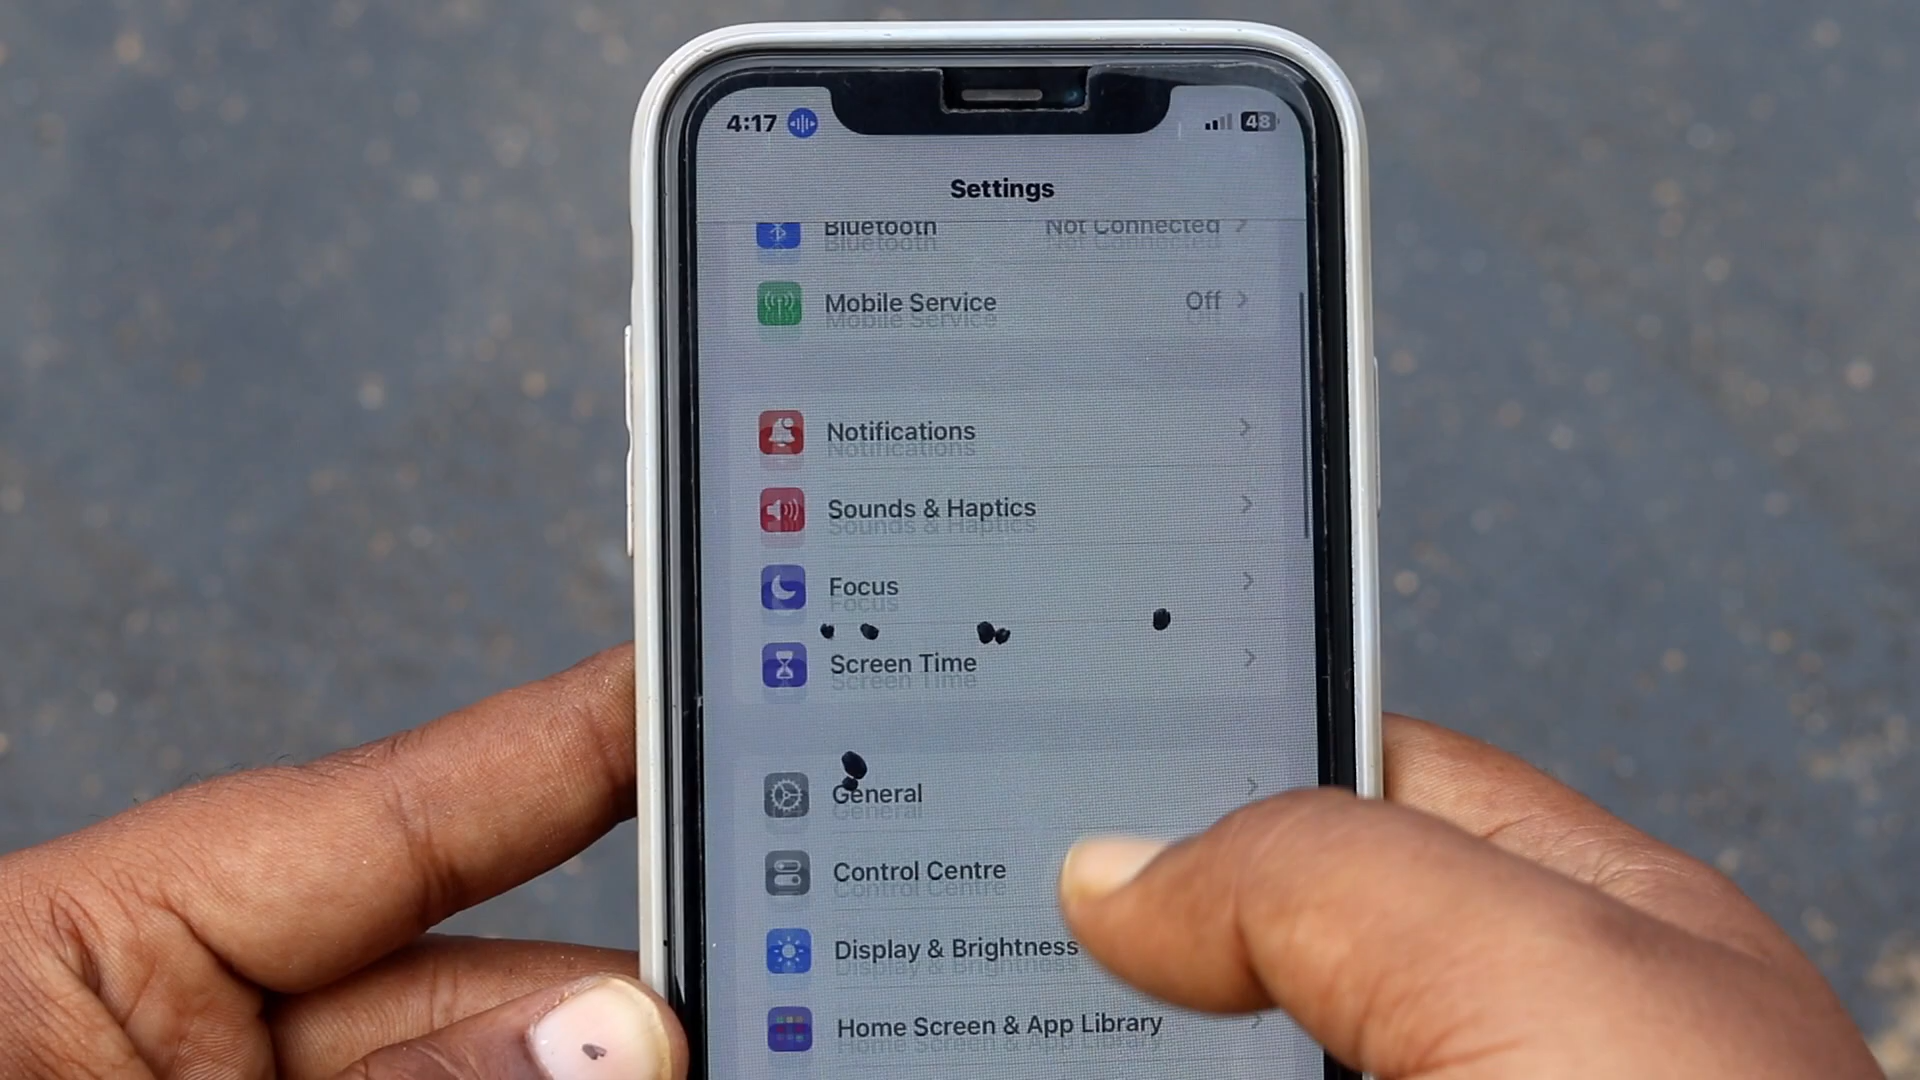 4:17 48
Settings
Bluetooth Not Connected
Mobile Service Off
Notifications
Sounds & Haptics
Focus
Screen Time
General
Control Centre
Display & Brightness
Home Screen & App Library